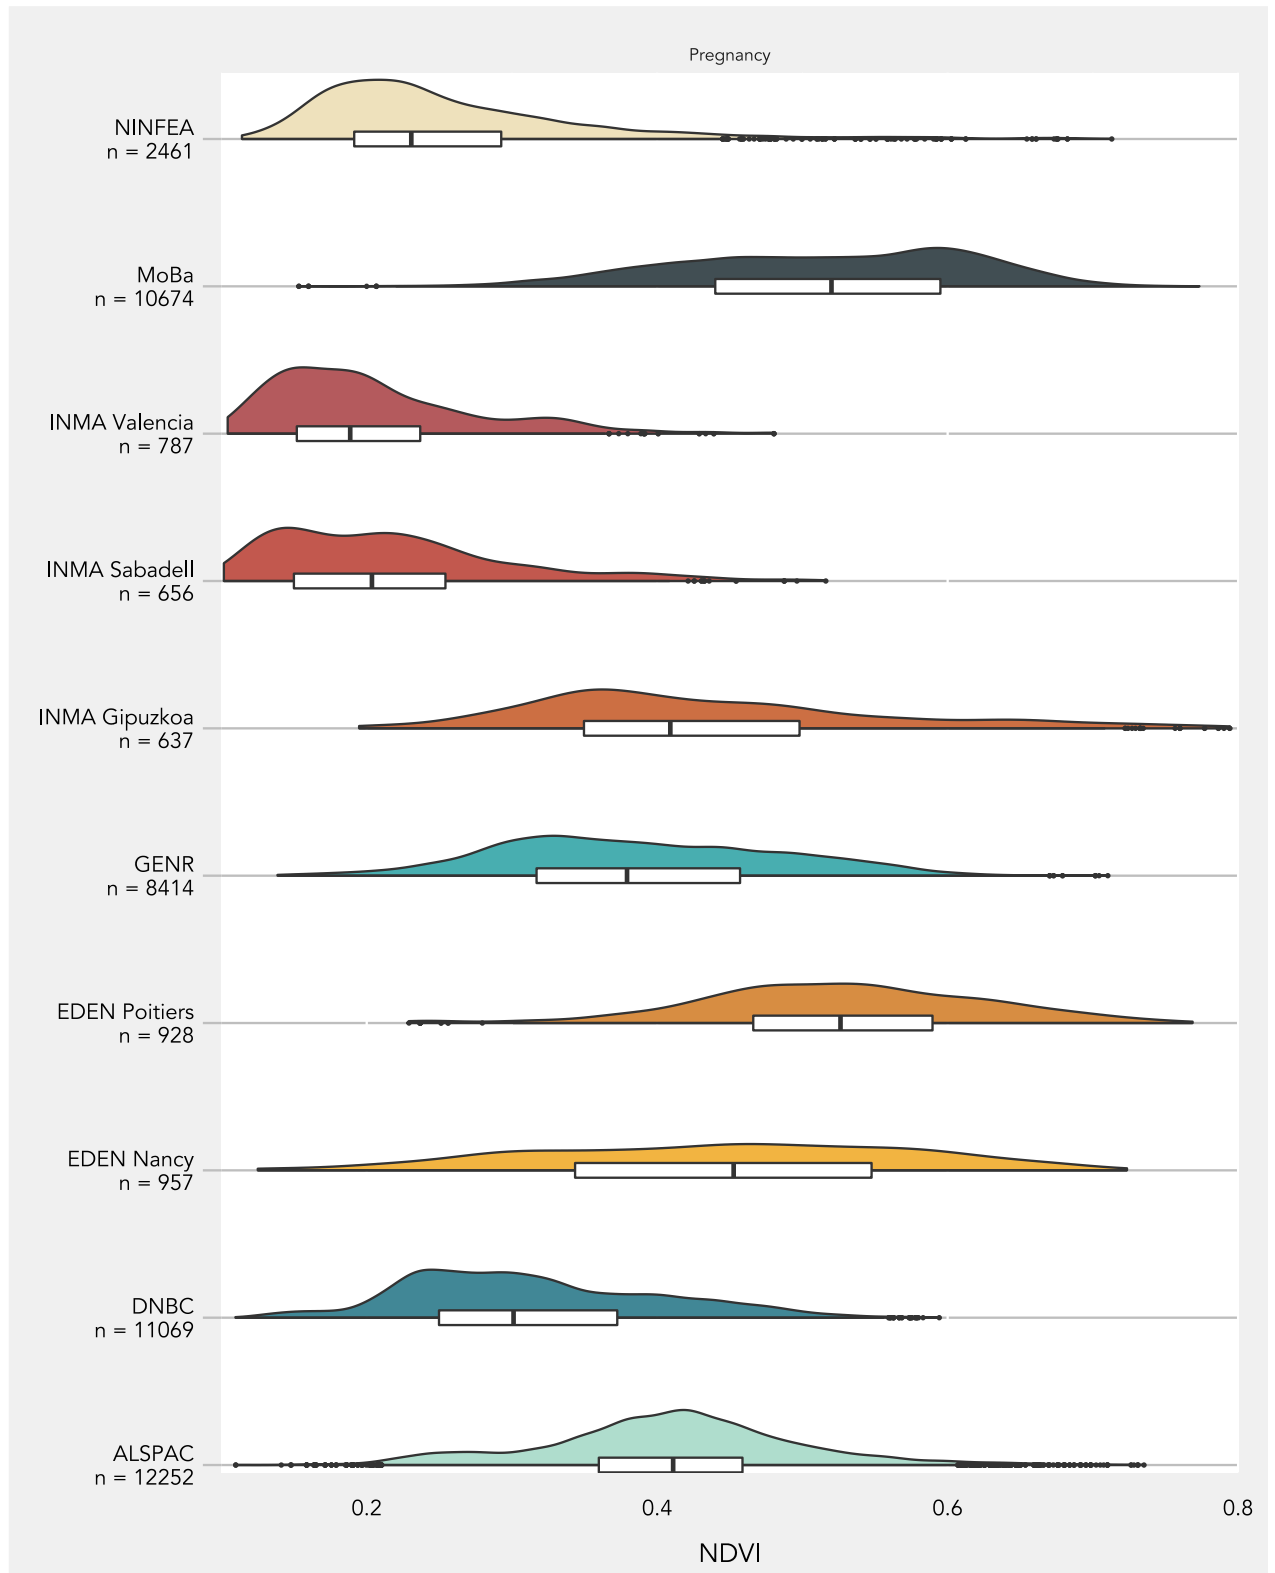 Pregnancy
NINFEA
n = 2461
MoBa
n = 10674
INMA Valencia
n = 787
INMA Sabadell
n = 656
INMA Gipuzkoa
n = 637
GENR
n = 8414
EDEN Poitiers
n = 928
EDEN Nancy
n = 957
DNBC
n = 11069
ALSPAC
n = 12252
0.2 0.4 0.6 0.8
NDVI